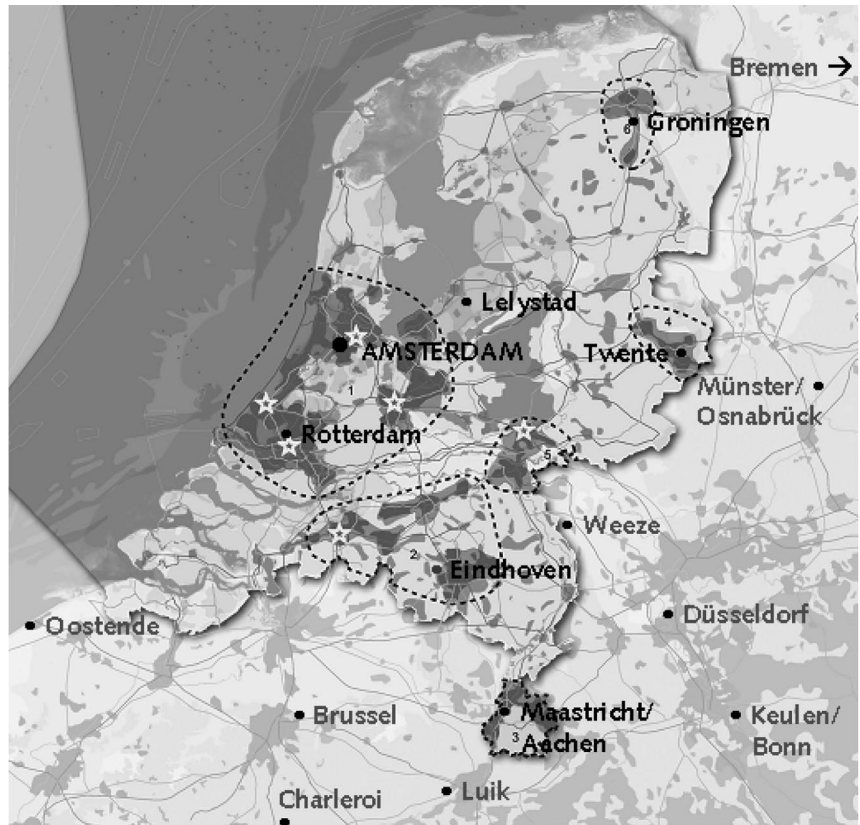 Bremen →
6
Groningen
Lelystad
4
AMSTERDAM
Twente
1
Münster/
Osnabrück
Rotterdam
5
Weeze
2
Eindhoven
Oostende
Düsseldorf
Brussel
Maastricht/
3
Aachen
Keulen/
Bonn
Luik
Charleroi